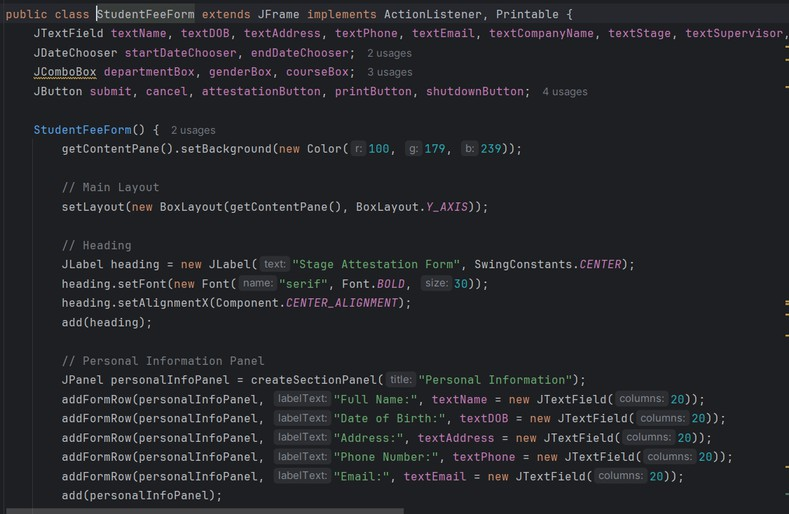 public class StudentFeeForm extends JFrame implements ActionListener, Printable {
JTextField textName, textDOB, textAddress, textPhone, textEmail, textCompanyName, textStage, textSupervisor,
JDateChooser startDateChooser, endDateChooser; 2 usages
JComboBox departmentBox, genderBox, courseBox; 3 usages
JButton submit, cancel, attestationButton, printButton, shutdownButton; 4 usages
StudentFeeForm() { 2 usages
getContentPane().setBackground(new Color( r: 100, g: 179, b: 239));
// Main Layout
setLayout(new BoxLayout(getContentPane(), BoxLayout.Y_AXIS));
// Heading
JLabel heading = new JLabel( text: "Stage Attestation Form", SwingConstants.CENTER);
heading.setFont(new Font( name: "serif", Font.BOLD, size: 30));
heading.setAlignmentX(Component.CENTER_ALIGNMENT);
add(heading);
// Personal Information Panel
JPanel personalInfoPanel = createSectionPanel( title: "Personal Information");
addFormRow(personalInfoPanel, labelText: "Full Name:", textName = new JTextField( columns: 20));
addFormRow(personalInfoPanel, labelText: "Date of Birth:", textDOB = new JTextField( columns: 20));
addFormRow(personalInfoPanel, labelText: "Address:", textAddress = new JTextField( columns: 20));
addFormRow(personalInfoPanel, labelText: "Phone Number:", textPhone = new JTextField( columns: 20));
addFormRow(personalInfoPanel, labelText: "Email:", textEmail = new JTextField( columns: 20));
add(personalInfoPanel);